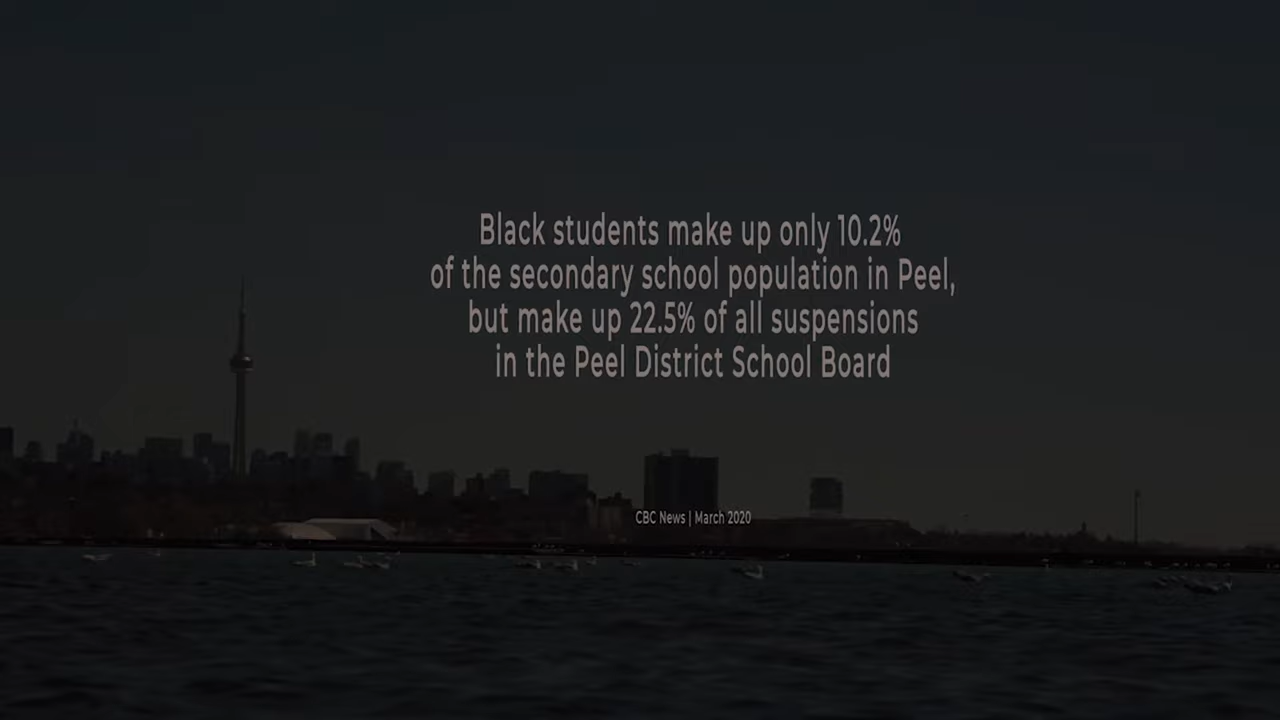 Black students make up only 10.2%
of the secondary school population in Peel,
but make up 22.5% of all suspensions
in the Peel District School Board
CBC News | March 2020